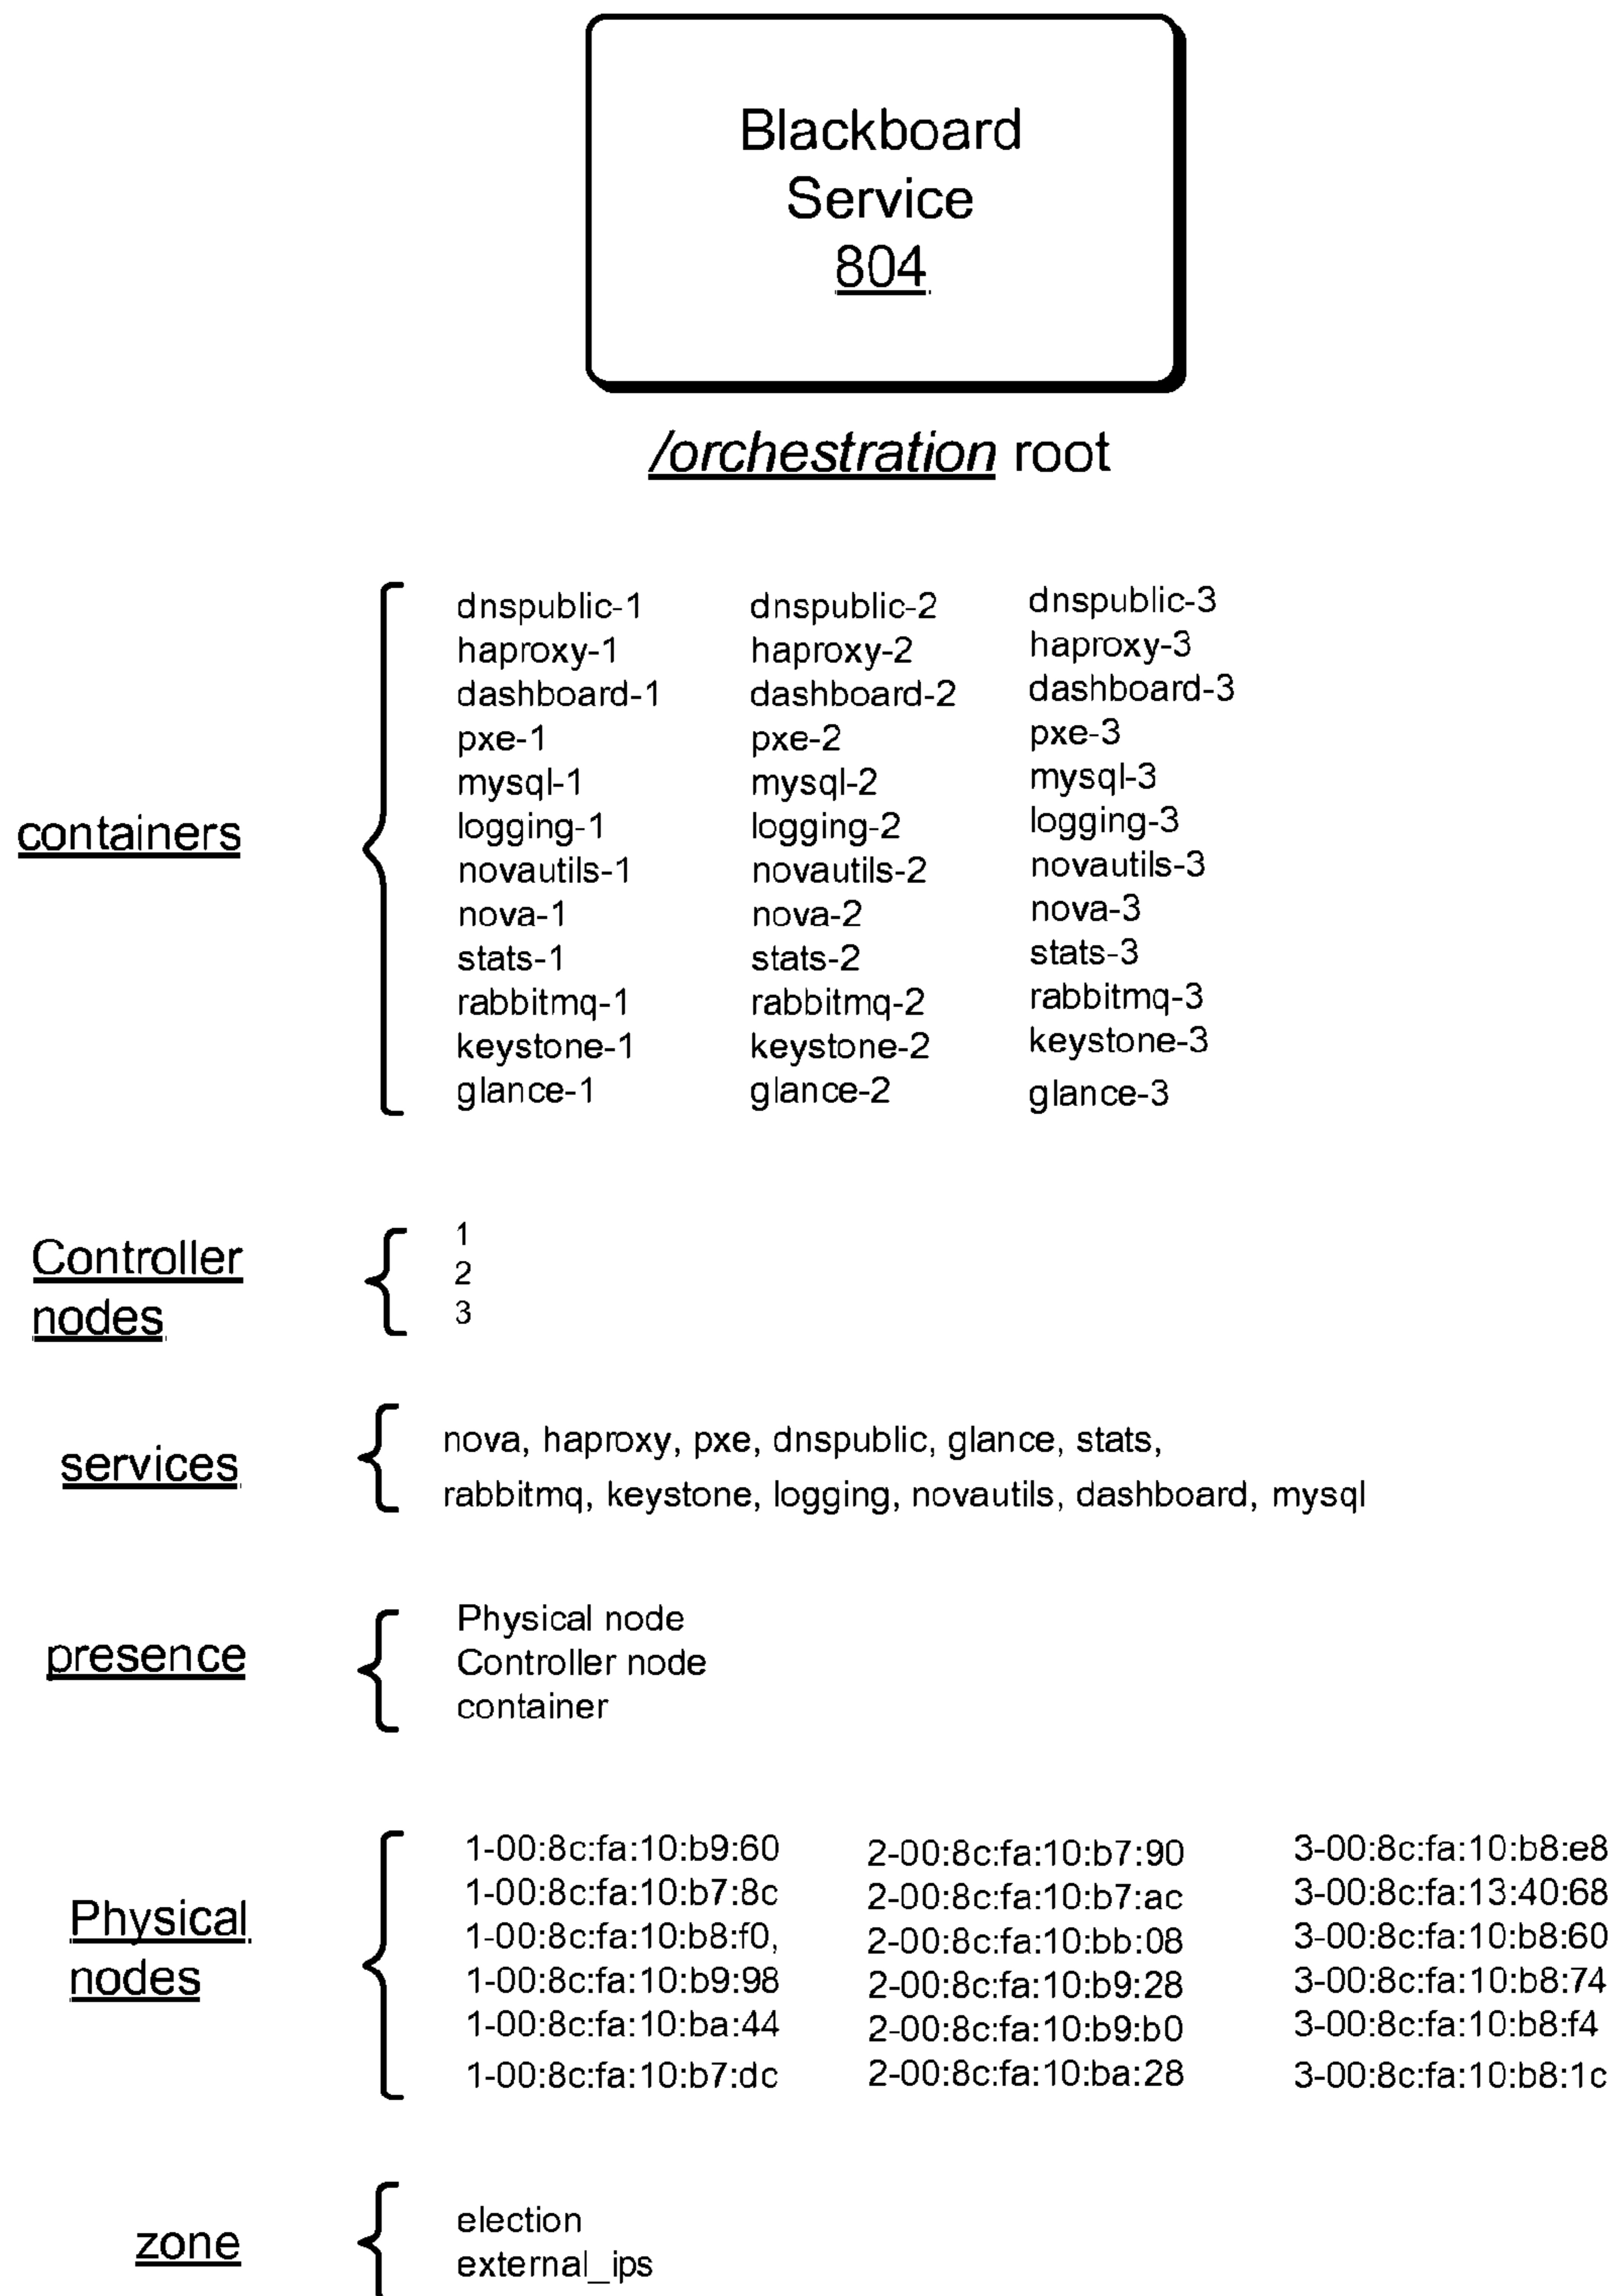 Blackboard
Service
804
/orchestration root
containers
dnspublic-1 dnspublic-2 dnspublic-3
haproxy-1 haproxy-2 haproxy-3
dashboard-1 dashboard-2 dashboard-3
pxe-1 pxe-2 pxe-3
mysql-1 mysql-2 mysql-3
logging-1 logging-2 logging-3
novautils-1 novautils-2 novautils-3
nova-1 nova-2 nova-3
stats-1 stats-2 stats-3
rabbitmq-1 rabbitmq-2 rabbitmq-3
keystone-1 keystone-2 keystone-3
glance-1 glance-2 glance-3
Controller
nodes
1
2
3
services
nova, haproxy, pxe, dnspublic, glance, stats,
rabbitmq, keystone, logging, novautils, dashboard, mysql
presence
Physical node
Controller node
container
Physical
nodes
1-00:8c:fa:10:b9:60 2-00:8c:fa:10:b7:90 3-00:8c:fa:10:b8:e8
1-00:8c:fa:10:b7:8c 2-00:8c:fa:10:b7:ac 3-00:8c:fa:13:40:68
1-00:8c:fa:10:b8:f0, 2-00:8c:fa:10:bb:08 3-00:8c:fa:10:b8:60
1-00:8c:fa:10:b9:98 2-00:8c:fa:10:b9:28 3-00:8c:fa:10:b8:74
1-00:8c:fa:10:ba:44 2-00:8c:fa:10:b9:b0 3-00:8c:fa:10:b8:f4
1-00:8c:fa:10:b7:dc 2-00:8c:fa:10:ba:28 3-00:8c:fa:10:b8:1c
zone
election
external_ips